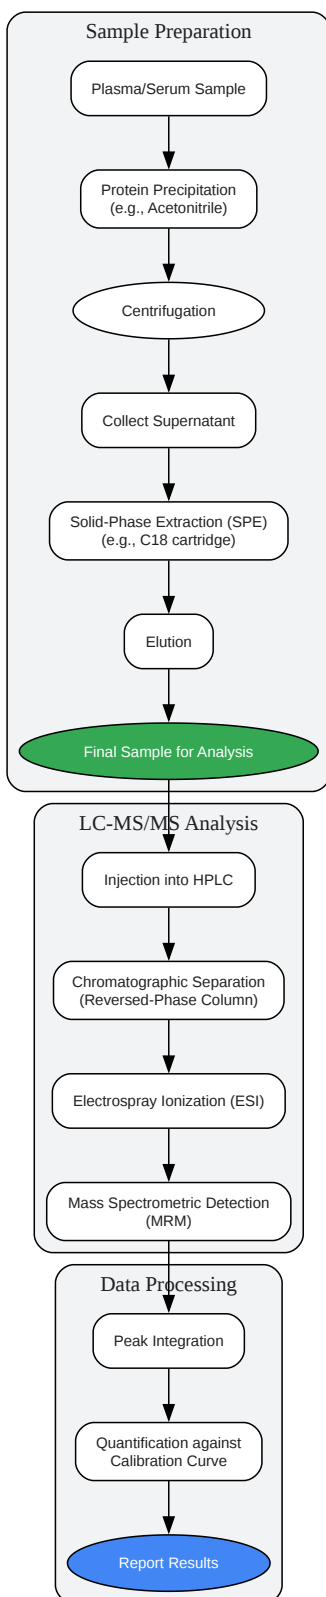 Sample Preparation
Plasma/Serum Sample
Protein Precipitation
(e.g., Acetonitrile)
Centrifugation
Collect Supernatant
Solid-Phase Extraction (SPE)
(e.g., C18 cartridge)
Elution
Final Sample for Analysis
LC-MS/MS Analysis
Injection into HPLC
Chromatographic Separation
(Reversed-Phase Column)
Electrospray Ionization (ESI)
Mass Spectrometric Detection
(MRM)
Data Processing
Peak Integration
Quantification against
Calibration Curve
Report Results